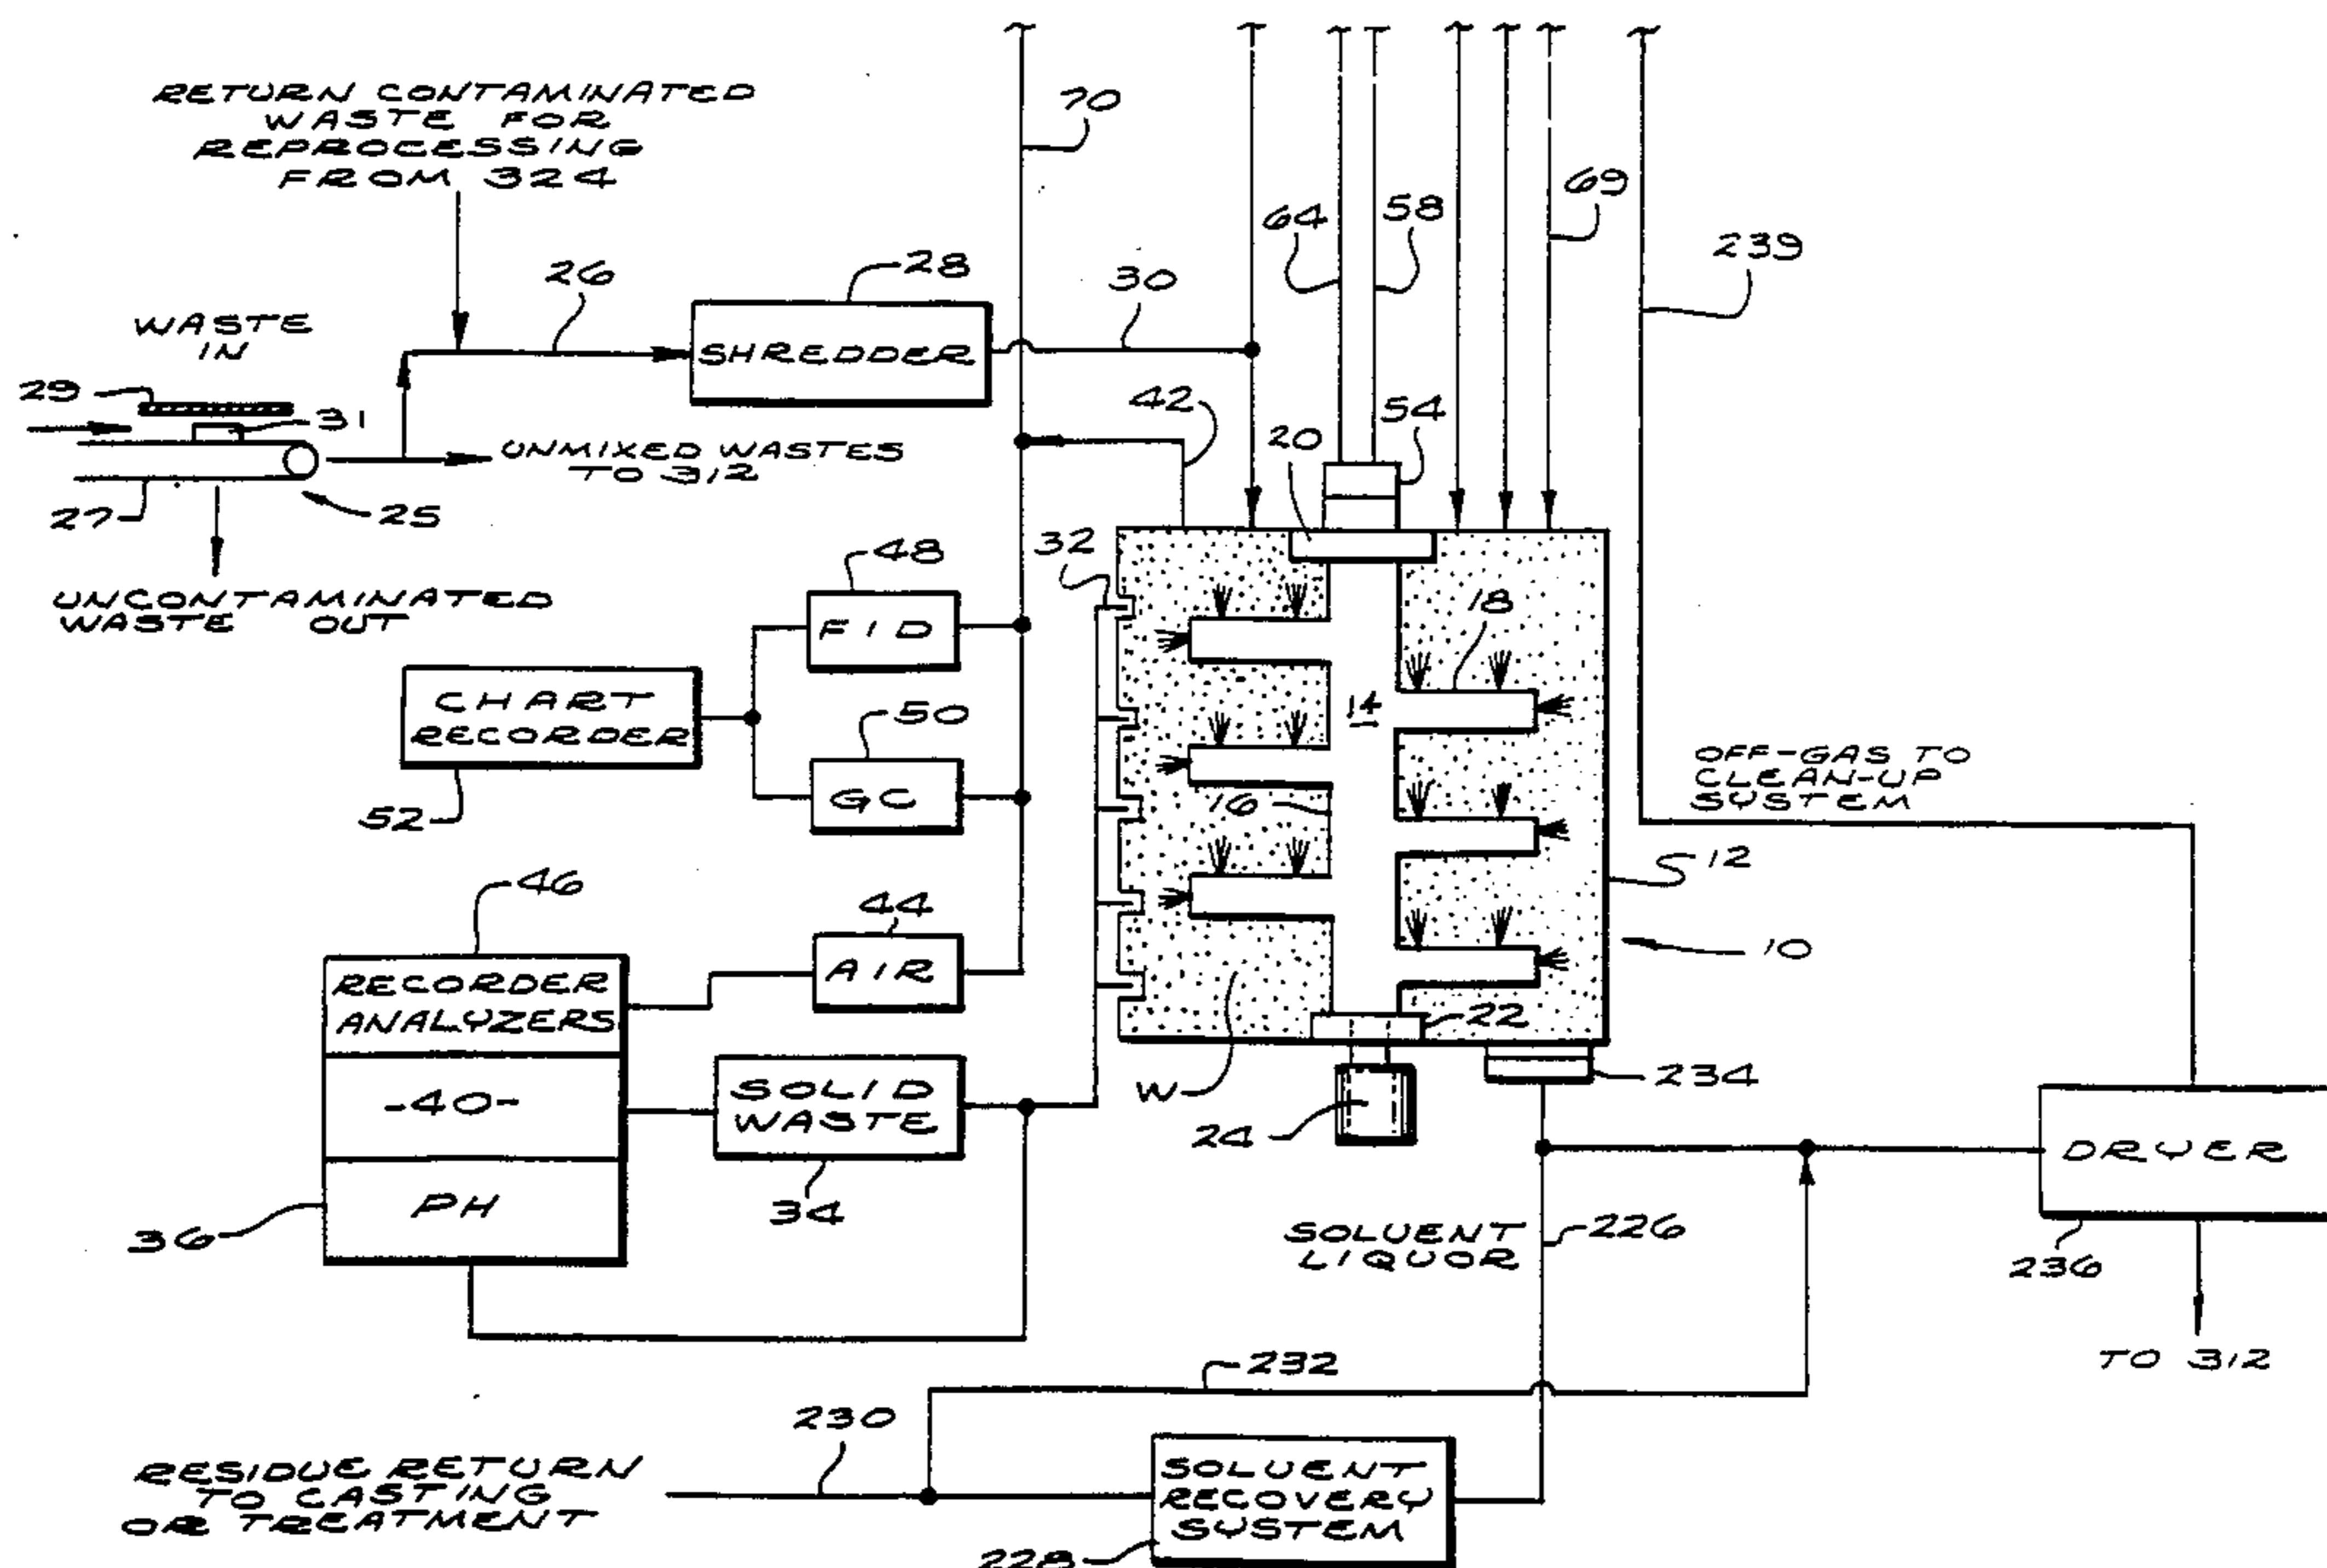 RETURN CONTAMINATED
WASTE FOR
REPROCESSING
FROM 324
70
69
64
58
239
26
28
30
WASTE
IN
SHREDDER
29
31
42
54
20
UNMIXED WASTES
TO 312
27
25
32
48
UNCONTAMINATED
WASTE OUT
FID
18
CHART
RECORDER
50
14
OFF-GAS TO
CLEAN-UP
SYSTEM
52
GC
16
12
46
44
10
RECORDER
ANALYZERS
AIR
22
-40-
SOLID
WASTE
W
24
234
DRYER
PH
34
36
SOLVENT
LIQUOR
226
236
232
TO 312
230
RESIDUE RETURN
TO CASTING
OR TREATMENT
SOLVENT
RECOVERY
SYSTEM
228